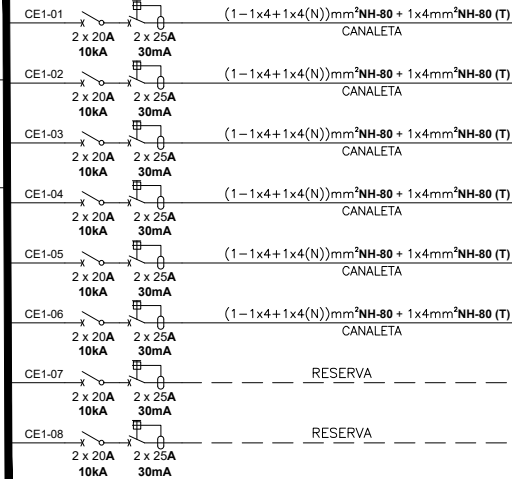 CE1-01 (1-1x4+1x4(N))mm²NH-80 + 1x4mm²NH-80 (T)
2 x 20A 2 x 25A CANALETA
10kA 30mA
CE1-02 (1-1x4+1x4(N))mm²NH-80 + 1x4mm²NH-80 (T)
2 x 20A 2 x 25A CANALETA
10kA 30mA
CE1-03 (1-1x4+1x4(N))mm²NH-80 + 1x4mm²NH-80 (T)
2 x 20A 2 x 25A CANALETA
10kA 30mA
CE1-04 (1-1x4+1x4(N))mm²NH-80 + 1x4mm²NH-80 (T)
2 x 20A 2 x 25A CANALETA
10kA 30mA
CE1-05 (1-1x4+1x4(N))mm²NH-80 + 1x4mm²NH-80 (T)
2 x 20A 2 x 25A CANALETA
10kA 30mA
CE1-06 (1-1x4+1x4(N))mm²NH-80 + 1x4mm²NH-80 (T)
2 x 20A 2 x 25A CANALETA
10kA 30mA
CE1-07 RESERVA
2 x 20A 2 x 25A
10kA 30mA
CE1-08 RESERVA
2 x 20A 2 x 25A
10kA 30mA